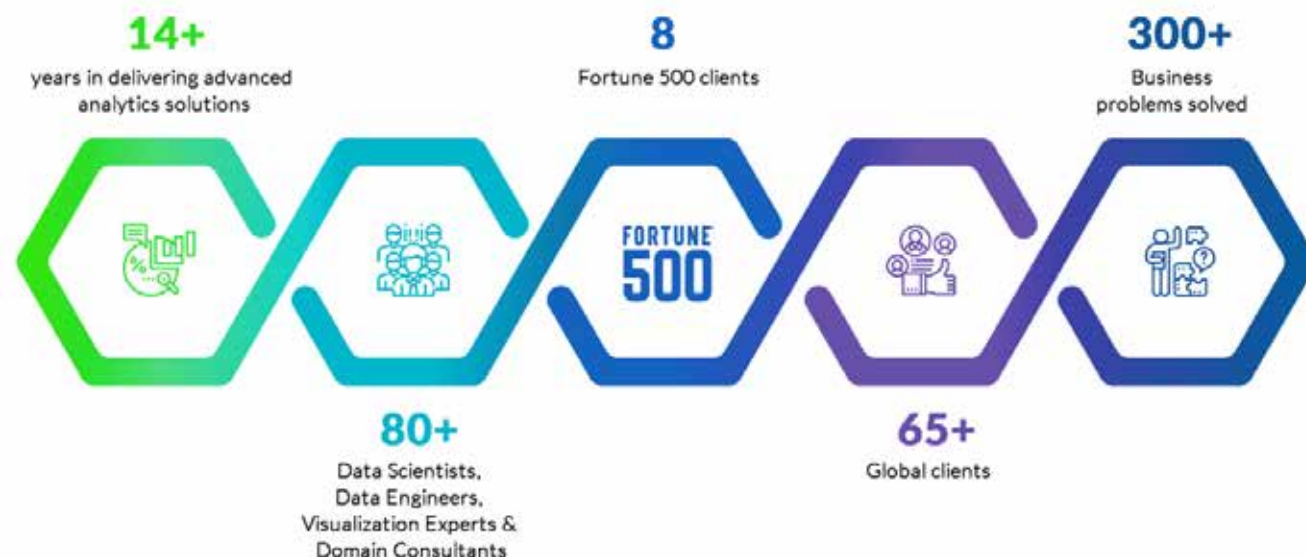 14+
years in delivering advanced
analytics solutions
8
Fortune 500 clients
300+
Business
problems solved
FORTUNE
500
80+
Data Scientists,
Data Engineers,
Visualization Experts &
Domain Consultants
65+
Global clients